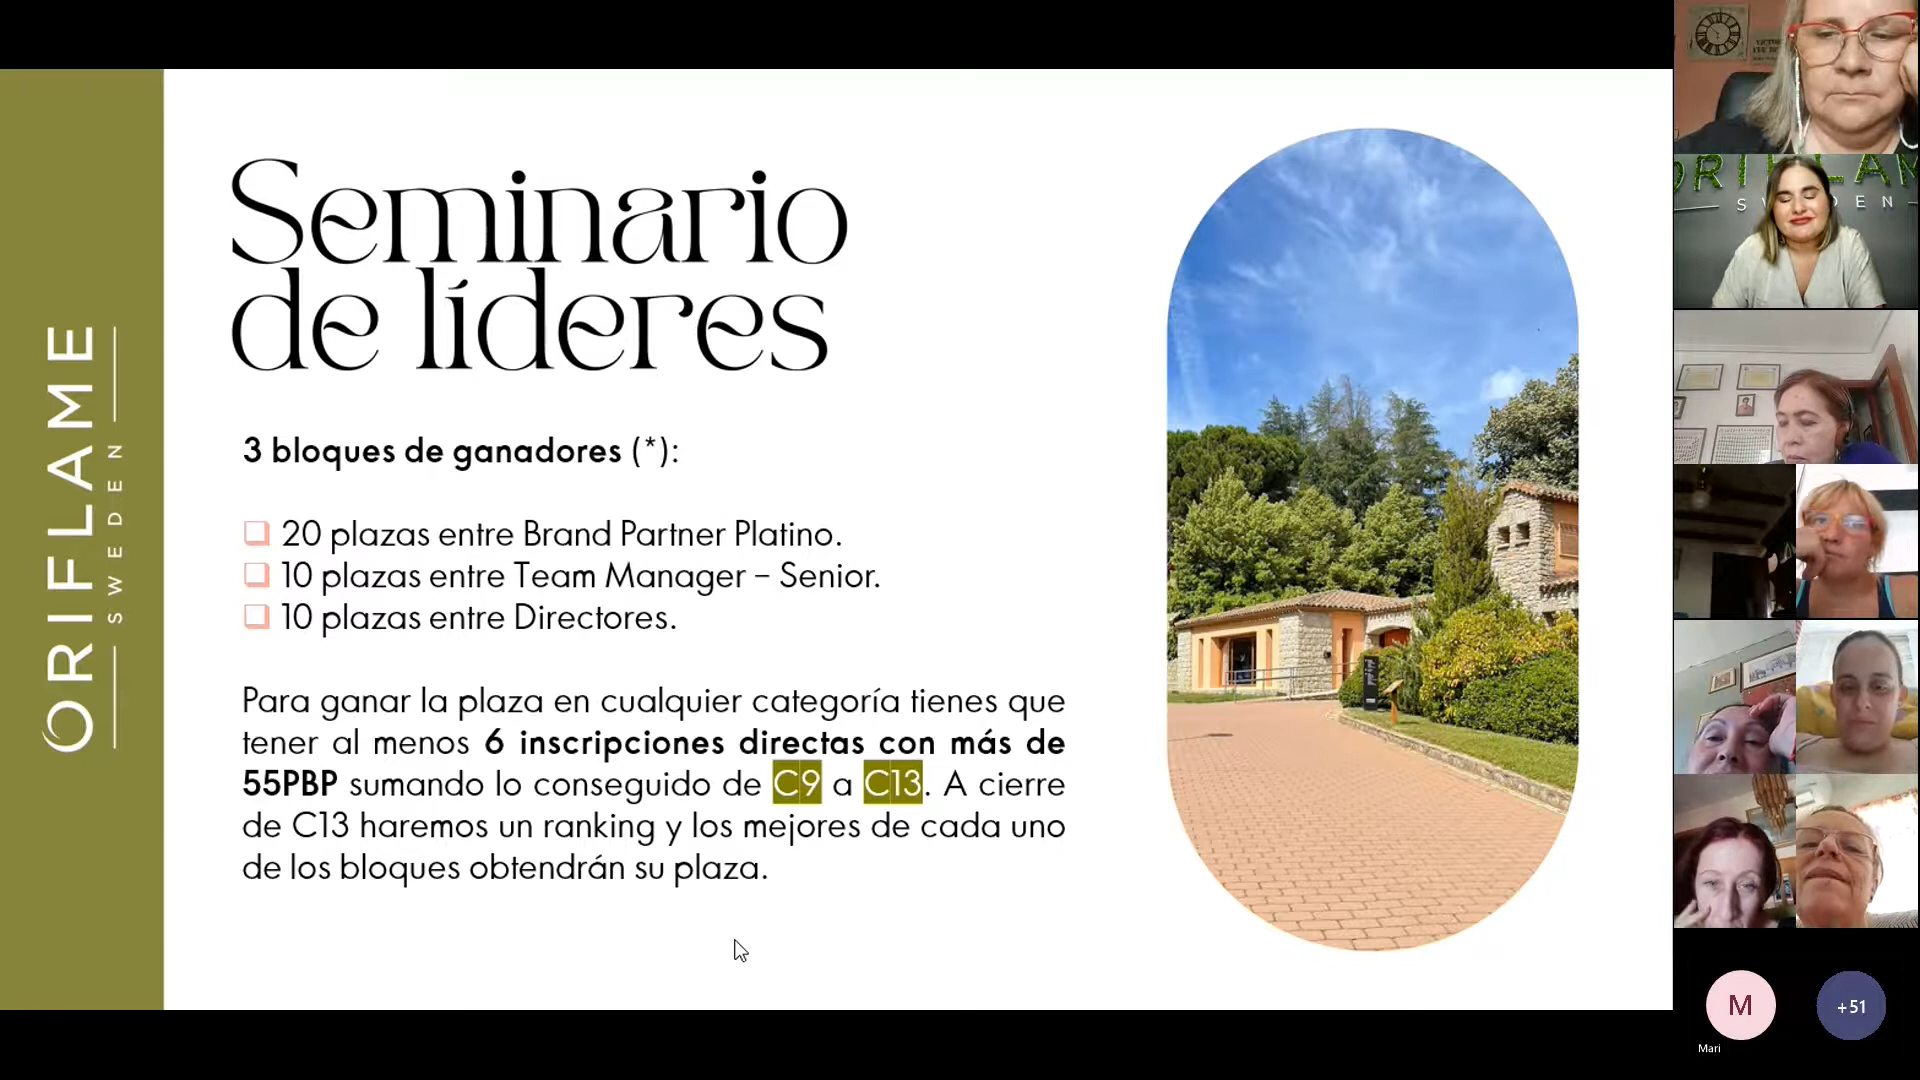 ORIFLAME
SWEDEN
Seminario
de líderes
3 bloques de ganadores (*):
❑ 20 plazas entre Brand Partner Platino.
❑ 10 plazas entre Team Manager – Senior.
❑ 10 plazas entre Directores.
Para ganar la plaza en cualquier categoría tienes que
tener al menos 6 inscripciones directas con más de
55PBP sumando lo conseguido de C9 a C13. A cierre
de C13 haremos un ranking y los mejores de cada uno
de los bloques obtendrán su plaza.
M
Mari
+51